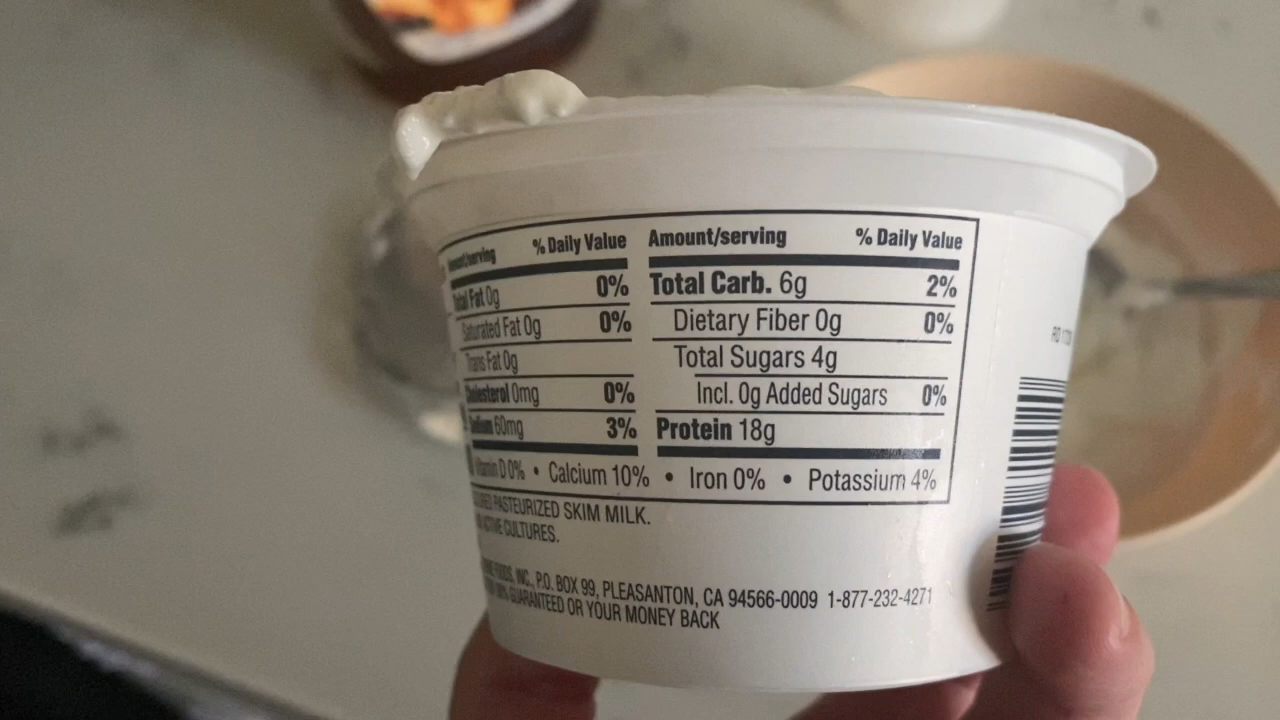 % Daily Value
Total Fat 0g 0%
Saturated Fat 0g 0%
Trans Fat 0g
Cholesterol 0mg 0%
Sodium 60mg 3%
Amount/serving % Daily Value
Total Carb. 6g 2%
Dietary Fiber 0g 0%
Total Sugars 4g
Incl. 0g Added Sugars 0%
Protein 18g
Vitamin D 0% • Calcium 10% • Iron 0% • Potassium 4%
PASTEURIZED SKIM MILK.
ACTIVE CULTURES.
FOODS, INC., P.O. BOX 99, PLEASANTON, CA 94566-0009 1-877-232-4271
GUARANTEED OR YOUR MONEY BACK